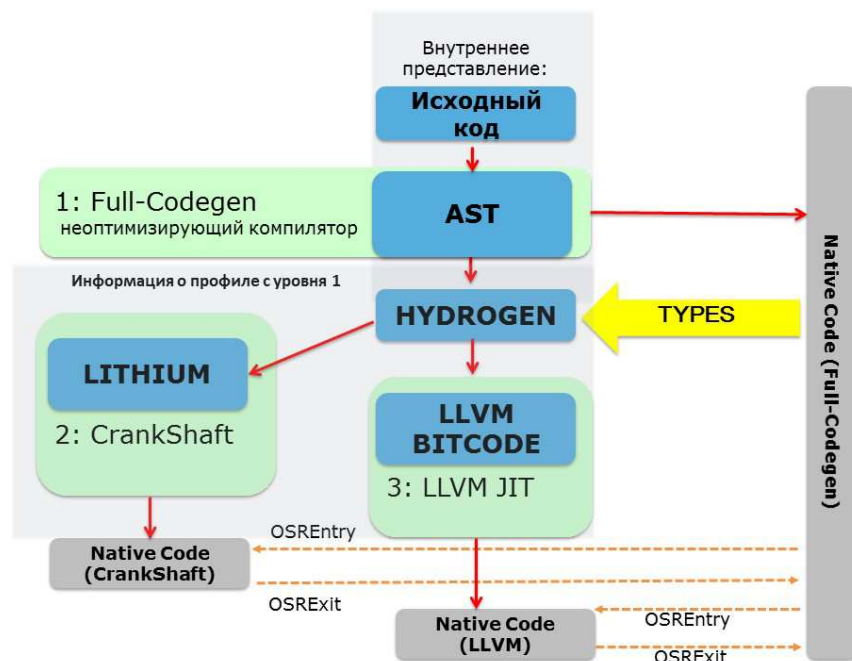 Внутреннее
представление:
Исходный
код
1: Full-Codegen
неоптимизирующий компилятор
AST
Информация о профиле с уровня 1
HYDROGEN
TYPES
LITHIUM
2: CrankShaft
LLVM
BITCODE
3: LLVM JIT
Native Code (Full-Codegen)
OSREntry
Native Code
(CrankShaft)
OSRExit
Native Code
(LLVM)
OSREntry
OSRExit